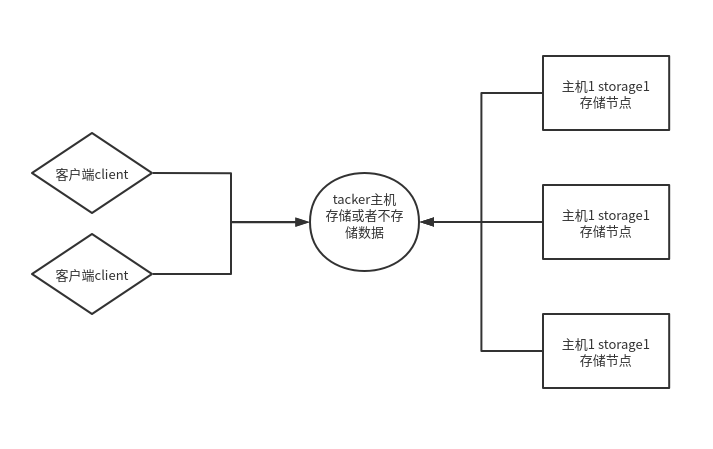 客户端client
客户端client
tacker主机
存储或者不存
储数据
主机1 storage1
存储节点
主机1 storage1
存储节点
主机1 storage1
存储节点